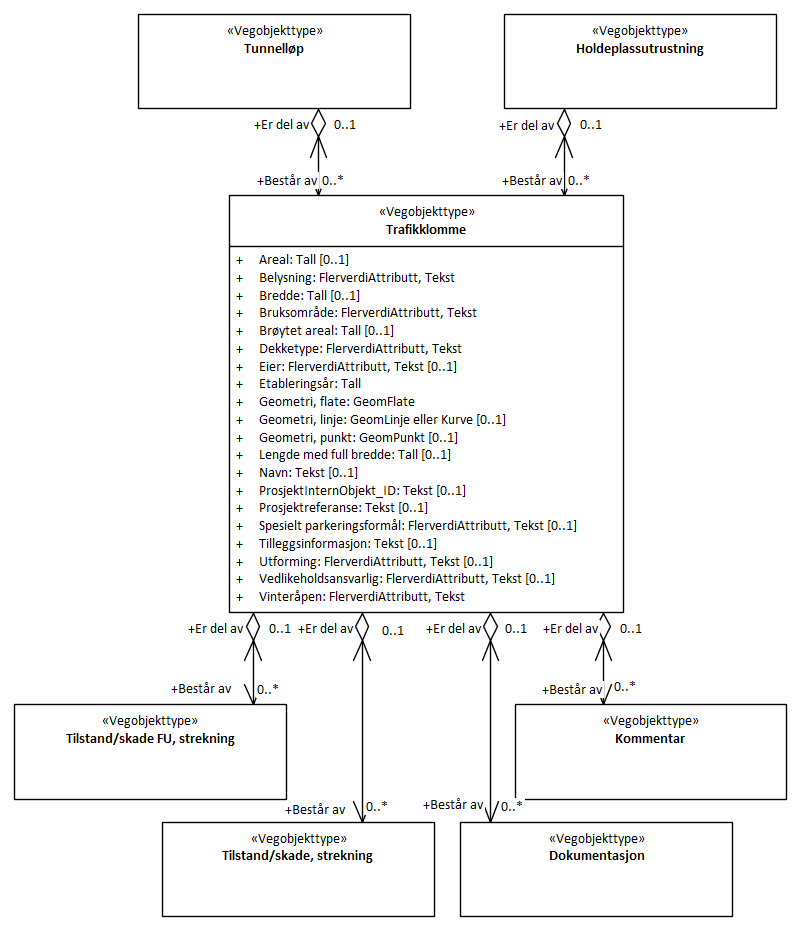 «Vegobjekttype»
Tunnelløp
«Vegobjekttype»
Holdeplassutrustning
+Er del av 0..1
+Er del av 0..1
+Består av 0..*
+Består av 0..*
«Vegobjekttype»
Trafikklomme
+ Areal: Tall [0..1]
+ Belysning: FlerverdiAttributt, Tekst
+ Bredde: Tall [0..1]
+ Bruksområde: FlerverdiAttributt, Tekst
+ Brøytet areal: Tall [0..1]
+ Dekketype: FlerverdiAttributt, Tekst
+ Eier: FlerverdiAttributt, Tekst [0..1]
+ Etableringsår: Tall
+ Geometri, flate: GeomFlate
+ Geometri, linje: GeomLinje eller Kurve [0..1]
+ Geometri, punkt: GeomPunkt [0..1]
+ Lengde med full bredde: Tall [0..1]
+ Navn: Tekst [0..1]
+ ProsjektInternObjekt_ID: Tekst [0..1]
+ Prosjektreferanse: Tekst [0..1]
+ Spesielt parkeringsformål: FlerverdiAttributt, Tekst [0..1]
+ Tilleggsinformasjon: Tekst [0..1]
+ Utforming: FlerverdiAttributt, Tekst [0..1]
+ Vedlikeholdsansvarlig: FlerverdiAttributt, Tekst [0..1]
+ Vinteråpen: FlerverdiAttributt, Tekst
+Er del av 0..1
+Er del av 0..1
+Er del av 0..1
+Er del av 0..1
+Består av 0..*
+Består av 0..*
«Vegobjekttype»
Tilstand/skade FU, strekning
«Vegobjekttype»
Kommentar
+Består av 0..*
+Består av 0..*
«Vegobjekttype»
Tilstand/skade, strekning
«Vegobjekttype»
Dokumentasjon